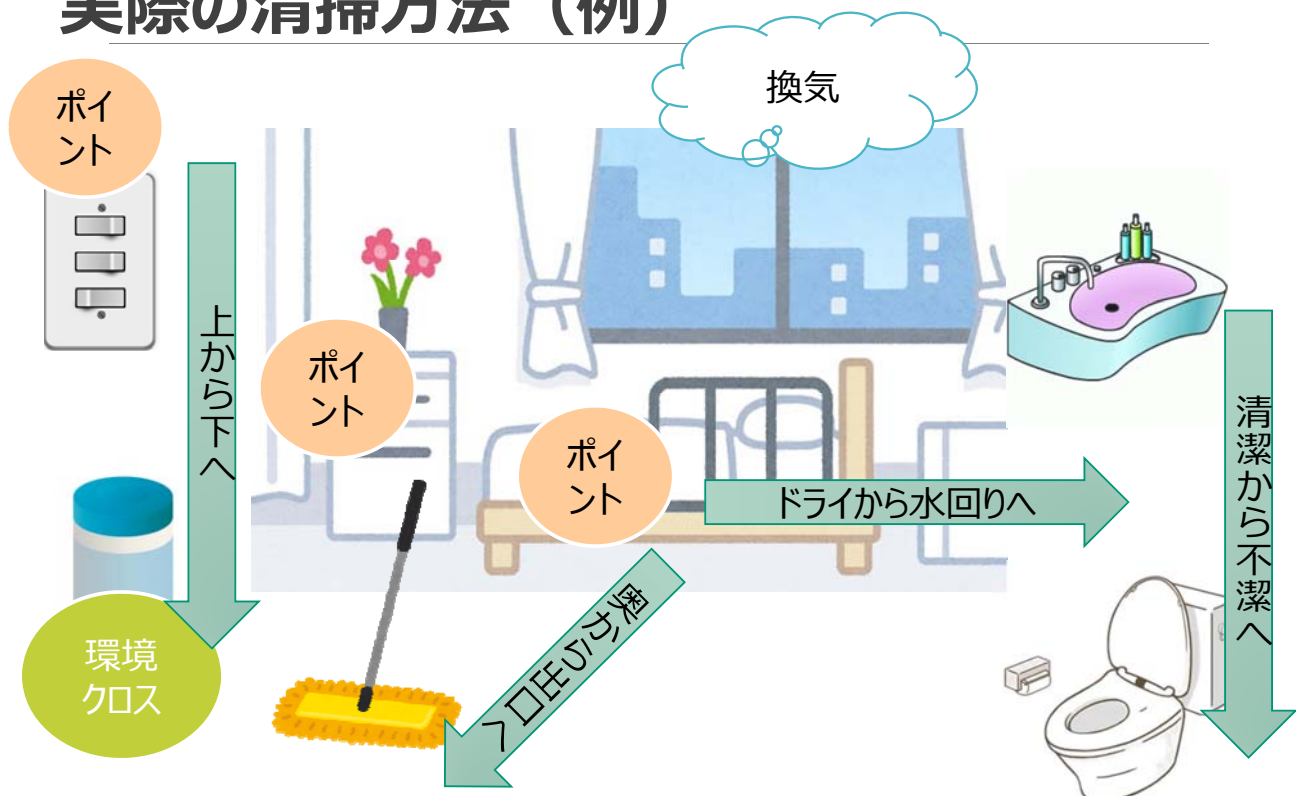 実際の清掃方法（例）
換気
ポイ
ント
上から下へ
ポイ
ント
ポイ
ント
ドライから水回りへ
清潔から不潔へ
奥から出口へ
環境
クロス